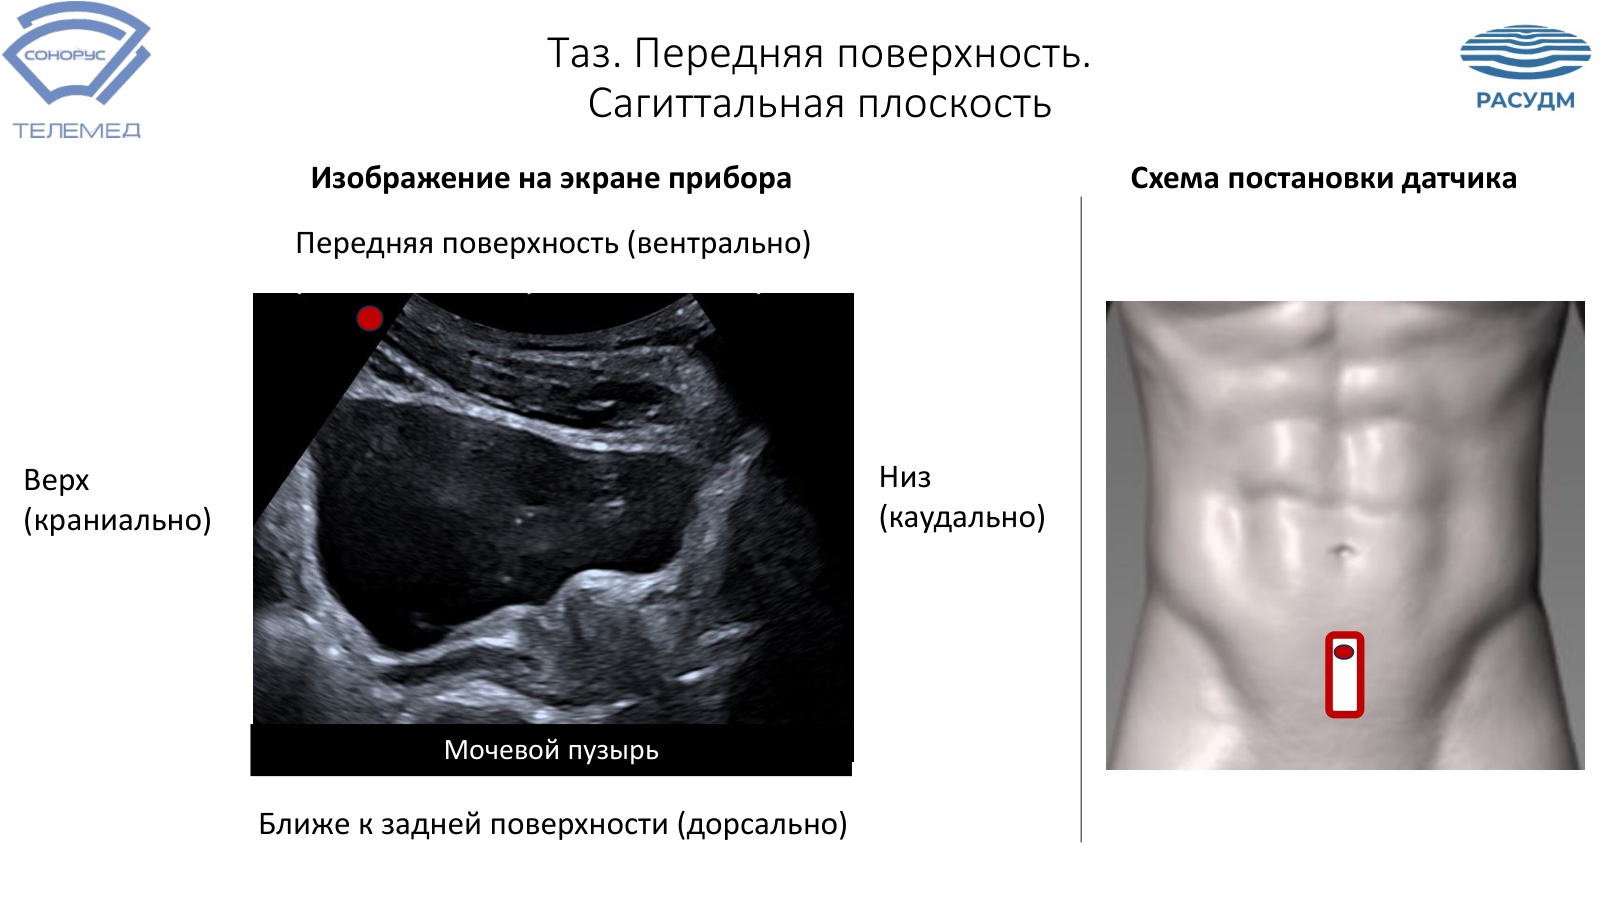 СОНОРУС
ТЕЛЕМЕД
Таз. Передняя поверхность.
Сагиттальная плоскость
РАСУДМ
Изображение на экране прибора
Схема постановки датчика
Передняя поверхность (вентрально)
Верх
(краниально)
Низ
(каудально)
Мочевой пузырь
Ближе к задней поверхности (дорсально)